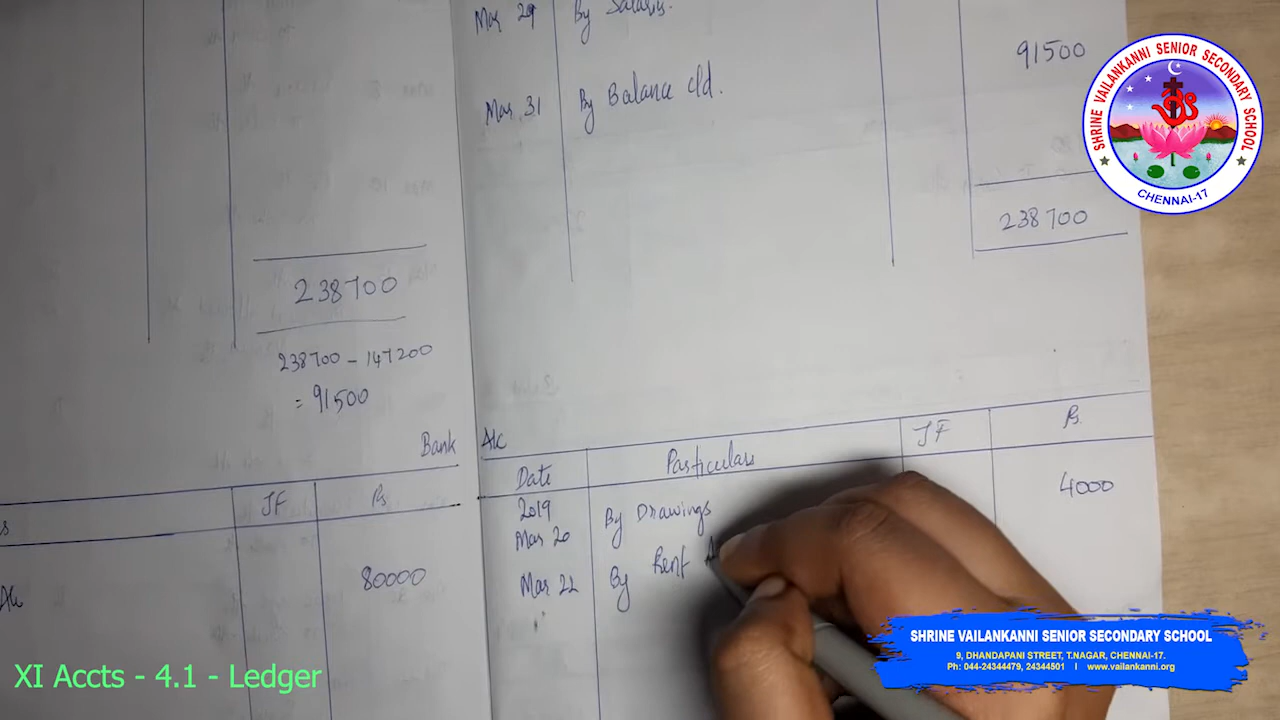 Mar 29 By Salaries.
91500
Mar 31 By Balance c/d.
238700
238700
238700 - 147200
= 91500
Bank A/c
Date Particulars JF Rs.
s JF Rs
2019 By Drawings 4000
Mar 20
A/c 80000
Mar 22 By Rent A
SHRINE VAILANKANNI SENIOR SECONDARY SCHOOL
CHENNAI-17
SHRINE VAILANKANNI SENIOR SECONDARY SCHOOL
9, DHANDAPANI STREET, T.NAGAR, CHENNAI-17.
Ph: 044-24344479, 24344501 I www.vailankanni.org
XI Accts - 4.1 - Ledger